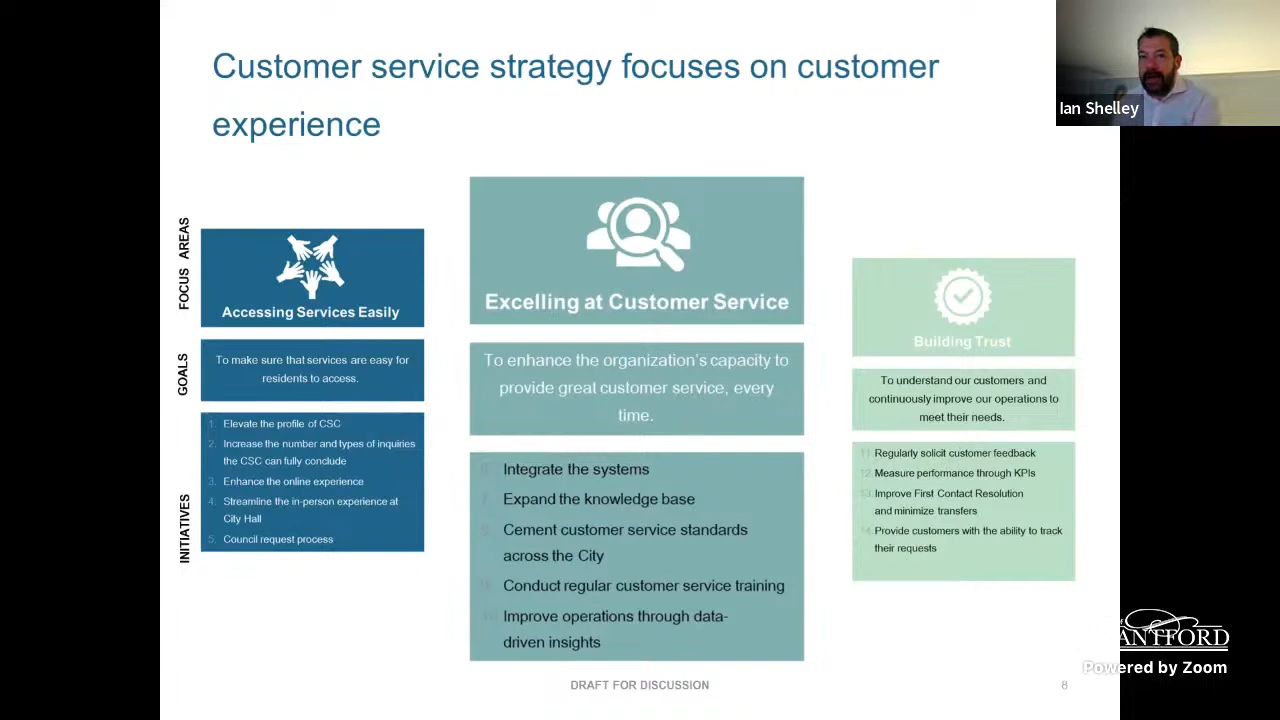 Customer service strategy focuses on customer
experience
Ian Shelley
FOCUS AREAS
Accessing Services Easily
Excelling at Customer Service
Building Trust
GOALS
To make sure that services are easy for
residents to access.
To enhance the organization's capacity to
provide great customer service, every
time.
To understand our customers and
continuously improve our operations to
meet their needs.
INITIATIVES
1. Elevate the profile of CSC
2. Increase the number and types of inquiries
the CSC can fully conclude
3. Enhance the online experience
4. Streamline the in-person experience at
City Hall
5. Council request process
Integrate the systems
Expand the knowledge base
Cement customer service standards
across the City
Conduct regular customer service training
Improve operations through data-
driven insights
11. Regularly solicit customer feedback
12. Measure performance through KPIs
13. Improve First Contact Resolution
and minimize transfers
14. Provide customers with the ability to track
their requests
DRAFT FOR DISCUSSION
8
ANTFORD
Powered by Zoom